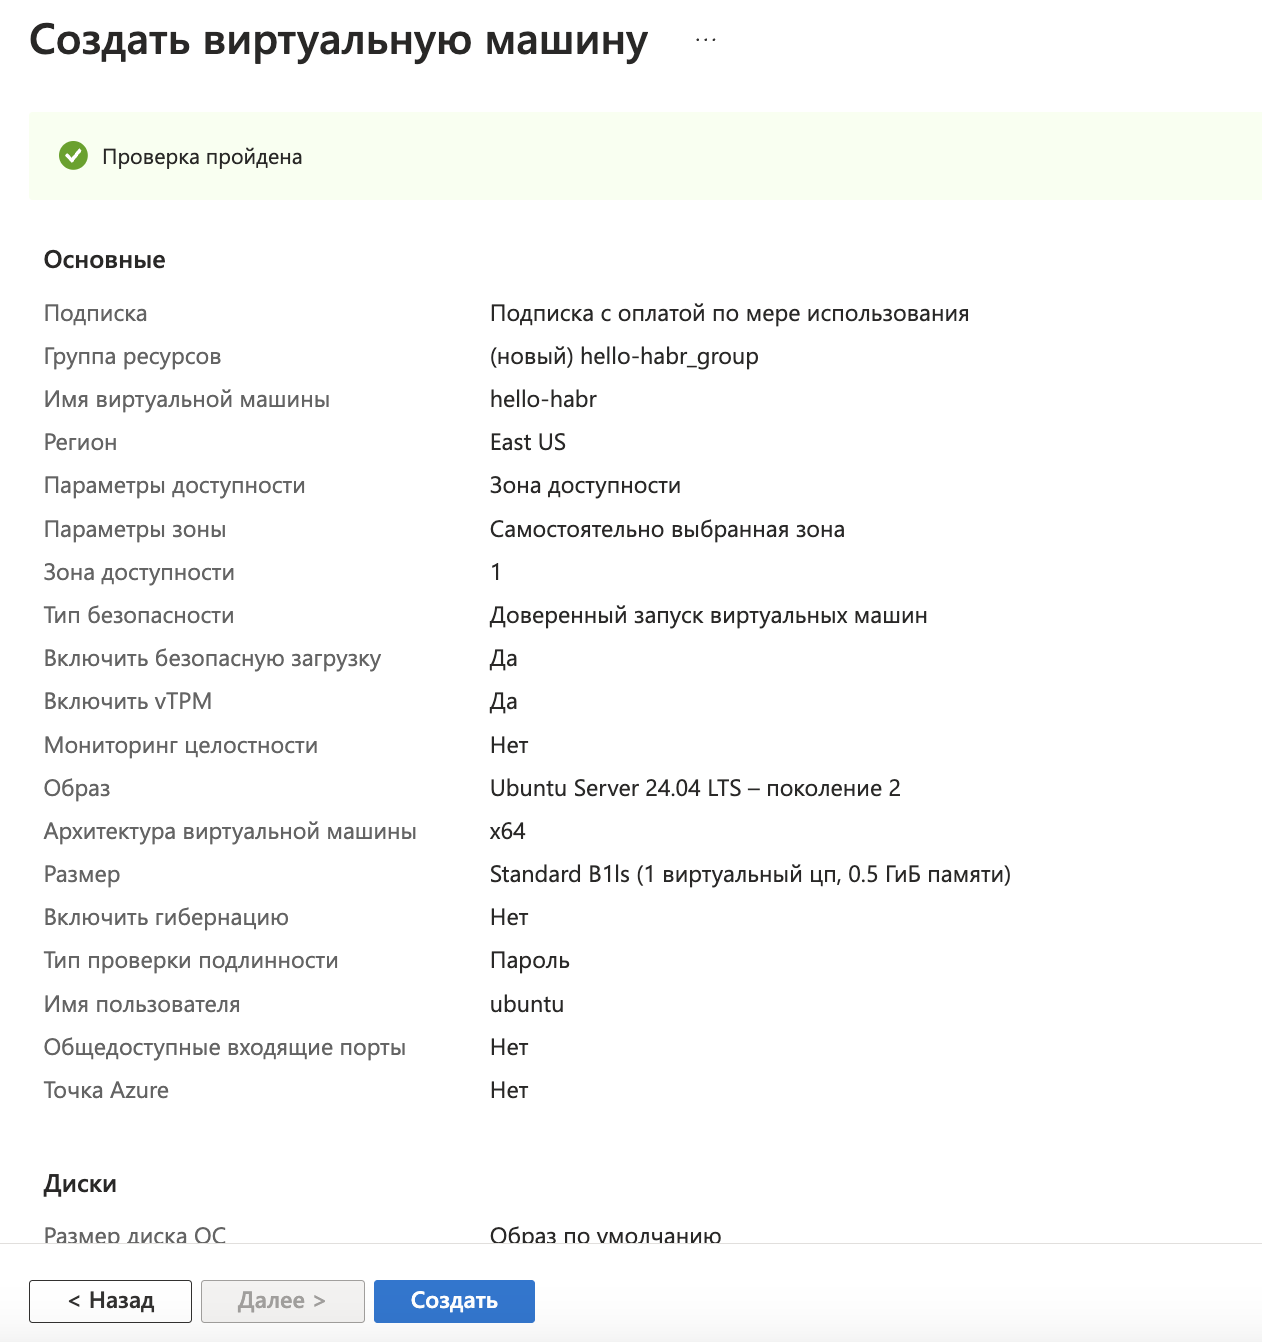 Создать виртуальную машину ...
Проверка пройдена
Основные
Подписка Подписка с оплатой по мере использования
Группа ресурсов (новый) hello-habr_group
Имя виртуальной машины hello-habr
Регион East US
Параметры доступности Зона доступности
Параметры зоны Самостоятельно выбранная зона
Зона доступности 1
Тип безопасности Доверенный запуск виртуальных машин
Включить безопасную загрузку Да
Включить vTPM Да
Мониторинг целостности Нет
Образ Ubuntu Server 24.04 LTS – поколение 2
Архитектура виртуальной машины x64
Размер Standard B1ls (1 виртуальный цп, 0.5 ГиБ памяти)
Включить гибернацию Нет
Тип проверки подлинности Пароль
Имя пользователя ubuntu
Общедоступные входящие порты Нет
Точка Azure Нет
Диски
Размер диска ОС Образ по умолчанию
< Назад Далее > Создать